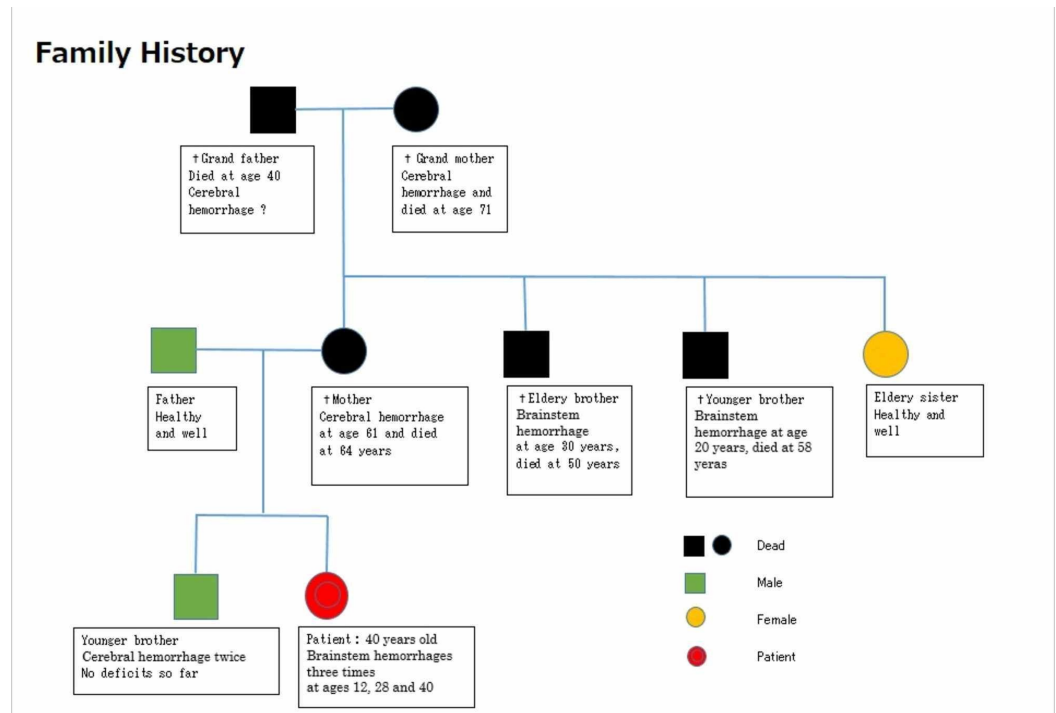 Family History
†Grand father
Died at age 40
Cerebral
hemorrhage ?
† Grand mother
Cerebral
hemorrhage and
died at age 71
Father
Healthy
and well
†Mother
Cerebral hemorrhage
at age 61 and died
at 64 years
†Eldery brother
Brainstem
hemorrhage
at age 30 years,
died at 50 years
†Younger brother
Brainstem
hemorrhage at age
20 years, died at 58
yeras
Eldery sister
Healthy and
well
Younger brother
Cerebral hemorrhage twice
No deficits so far
Patient: 40 years old
Brainstem hemorrhages
three times
at ages 12, 28 and 40
Dead
Male
Female
Patient